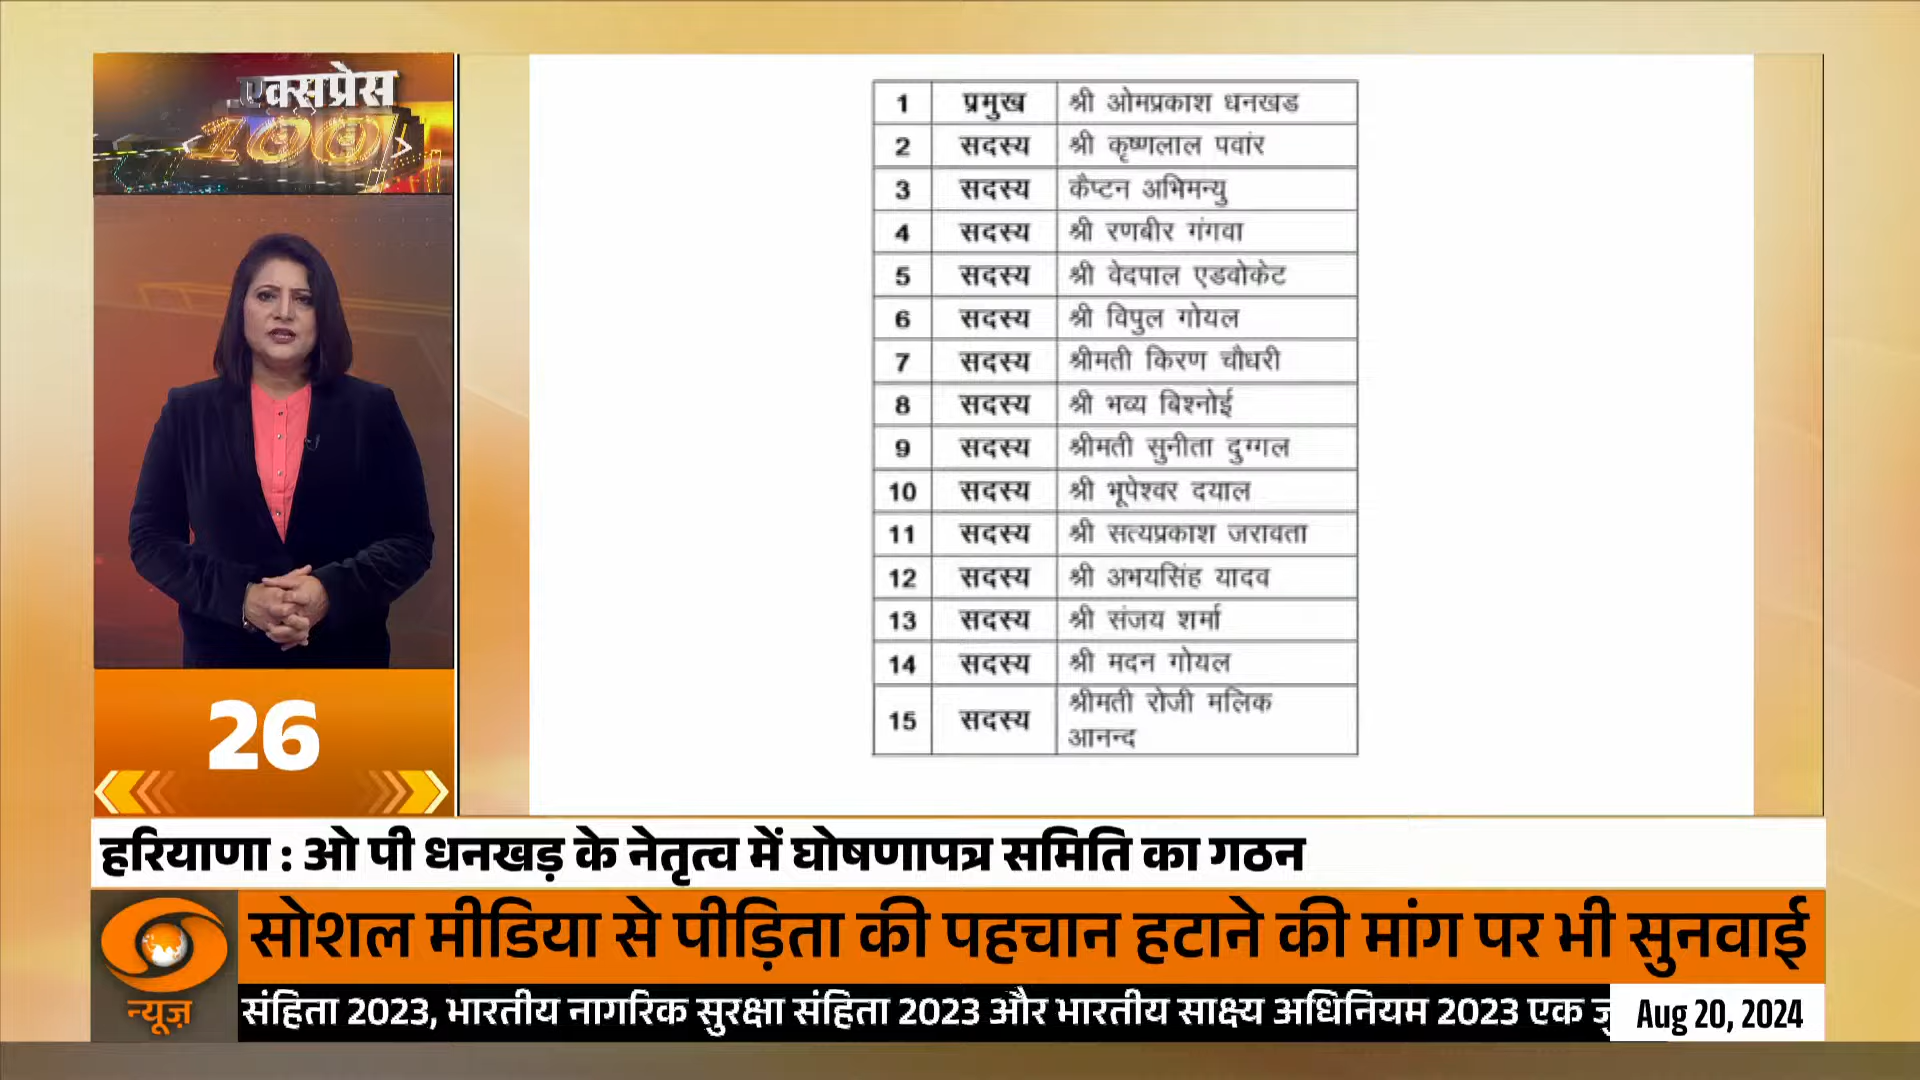 एक्सप्रेस
100
1 प्रमुख श्री ओमप्रकाश धनखड
2 सदस्य श्री कृष्णलाल पवांर
3 सदस्य कैप्टन अभिमन्यु
4 सदस्य श्री रणबीर गंगवा
5 सदस्य श्री वेदपाल एडवोकेट
6 सदस्य श्री विपुल गोयल
7 सदस्य श्रीमती किरण चौधरी
8 सदस्य श्री भव्य बिश्नोई
9 सदस्य श्रीमती सुनीता दुग्गल
10 सदस्य श्री भूपेश्वर दयाल
11 सदस्य श्री सत्यप्रकाश जरावता
12 सदस्य श्री अभयसिंह यादव
13 सदस्य श्री संजय शर्मा
14 सदस्य श्री मदन गोयल
15 सदस्य श्रीमती रोजी मलिक
आनन्द
26
हरियाणा : ओ पी धनखड़ के नेतृत्व में घोषणापत्र समिति का गठन
सोशल मीडिया से पीड़िता की पहचान हटाने की मांग पर भी सुनवाई
न्यूज़
संहिता 2023, भारतीय नागरिक सुरक्षा संहिता 2023 और भारतीय साक्ष्य अधिनियम 2023 एक
Aug 20, 2024